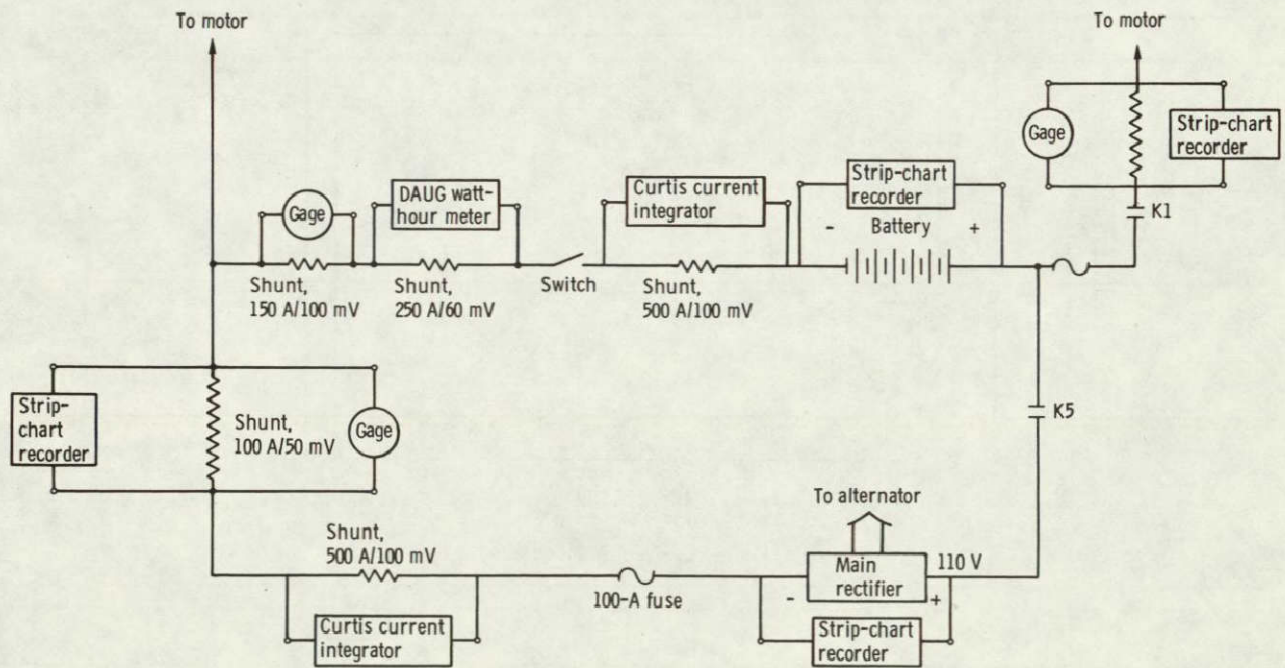 To motor
To motor
Gage
Strip-chart
recorder
K1
Gage
DAUG watt-
hour meter
Curtis current
integrator
Strip-chart
recorder
- Battery +
Shunt,
150 A/100 mV
Shunt,
250 A/60 mV
Switch
Shunt,
500 A/100 mV
K5
Strip-
chart
recorder
Shunt,
100 A/50 mV
Gage
To alternator
Shunt,
500 A/100 mV
Main
rectifier
110 V
100-A fuse
- +
Curtis current
integrator
Strip-chart
recorder